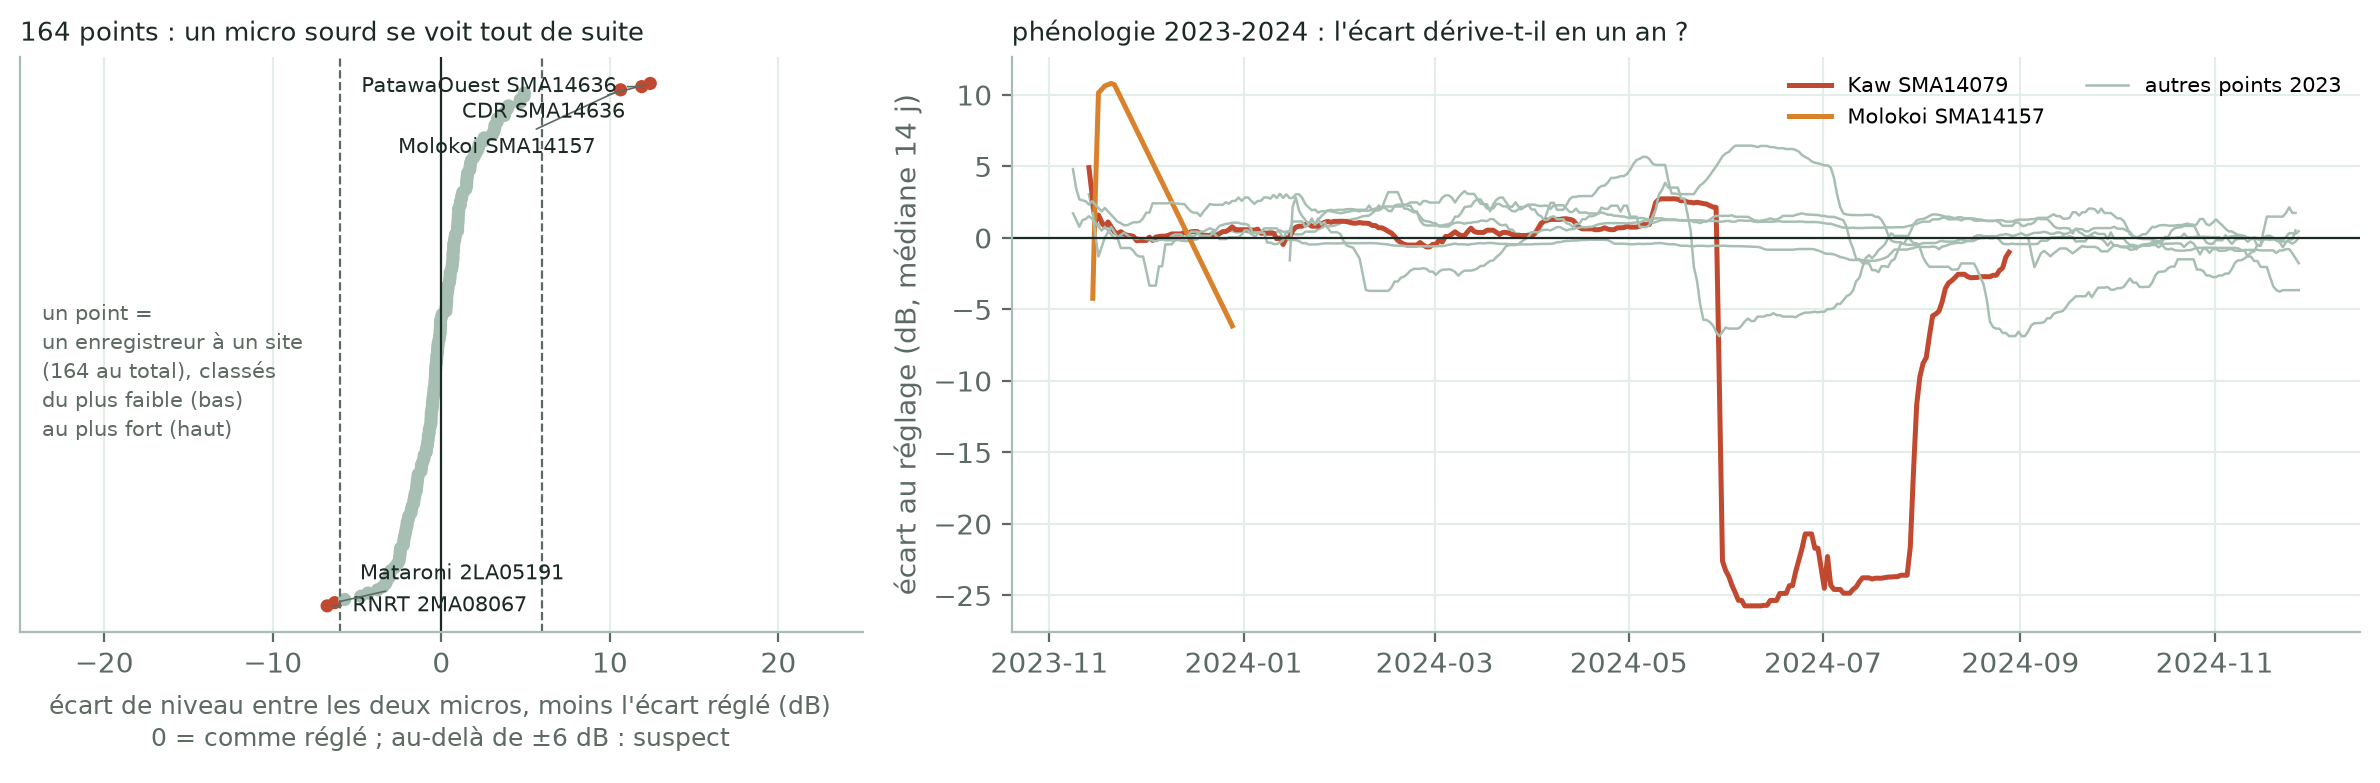 164 points : un micro sourd se voit tout de suite
PatawaOuest SMA14636
CDR SMA14636
Molokoi SMA14157
un point =
un enregistreur à un site
(164 au total), classés
du plus faible (bas)
au plus fort (haut)
Mataroni 2LA05191
RNRT 2MA08067
−20
−10
0
10
20
écart de niveau entre les deux micros, moins l'écart réglé (dB)
0 = comme réglé ; au-delà de ±6 dB : suspect
phénologie 2023-2024 : l'écart dérive-t-il en un an ?
écart au réglage (dB, médiane 14 j)
10
5
0
−5
−10
−15
−20
−25
Kaw SMA14079
Molokoi SMA14157
autres points 2023
2023-11
2024-01
2024-03
2024-05
2024-07
2024-09
2024-11